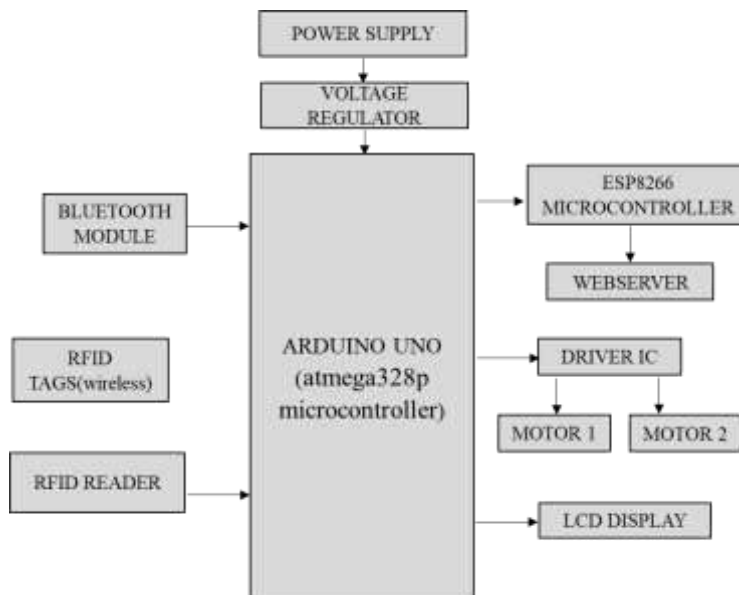 POWER SUPPLY
VOLTAGE
REGULATOR
BLUETOOTH
MODULE
RFID
TAGS(wireless)
RFID READER
ARDUINO UNO
(atmega328p
microcontroller)
ESP8266
MICROCONTROLLER
WEBSERVER
DRIVER IC
MOTOR 1
MOTOR 2
LCD DISPLAY